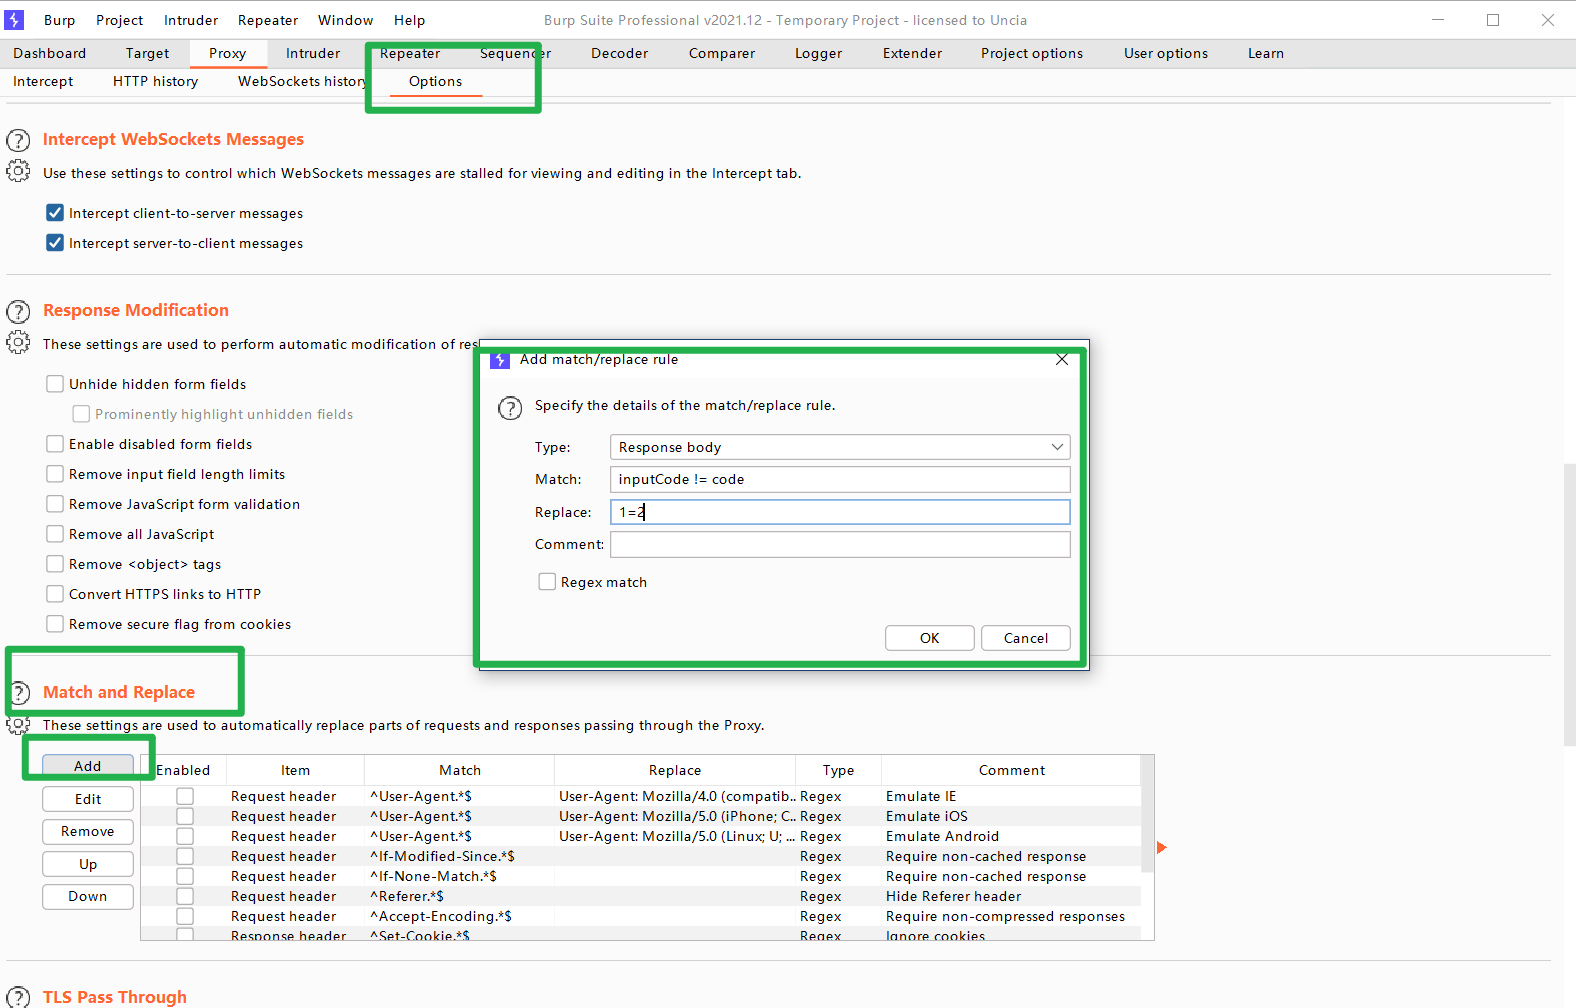 Burp Project Intruder Repeater Window Help Burp Suite Professional v2021.12 - Temporary Project - licensed to Uncia
Dashboard Target Proxy Intruder Repeater Sequencer Decoder Comparer Logger Extender Project options User options Learn
Intercept HTTP history WebSockets history Options
Intercept WebSockets Messages
Use these settings to control which WebSockets messages are stalled for viewing and editing in the Intercept tab.
Intercept client-to-server messages
Intercept server-to-client messages
Response Modification
These settings are used to perform automatic modification of res
Unhide hidden form fields
Prominently highlight unhidden fields
Enable disabled form fields
Remove input field length limits
Remove JavaScript form validation
Remove all JavaScript
Remove <object> tags
Convert HTTPS links to HTTP
Remove secure flag from cookies
Add match/replace rule
Specify the details of the match/replace rule.
Type: Response body
Match: inputCode != code
Replace: 1=2
Comment:
Regex match
OK Cancel
Match and Replace
These settings are used to automatically replace parts of requests and responses passing through the Proxy.
Add
Edit
Remove
Up
Down
Enabled Item Match Replace Type Comment
Request header ^User-Agent.*$ User-Agent: Mozilla/4.0 (compatib... Regex Emulate IE
Request header ^User-Agent.*$ User-Agent: Mozilla/5.0 (iPhone; C... Regex Emulate iOS
Request header ^User-Agent.*$ User-Agent: Mozilla/5.0 (Linux; U; ... Regex Emulate Android
Request header ^If-Modified-Since.*$ Regex Require non-cached response
Request header ^If-None-Match.*$ Regex Require non-cached response
Request header ^Referer.*$ Regex Hide Referer header
Request header ^Accept-Encoding.*$ Regex Require non-compressed responses
Response header ^Set-Cookie.*$ Regex Ignore cookies
TLS Pass Through